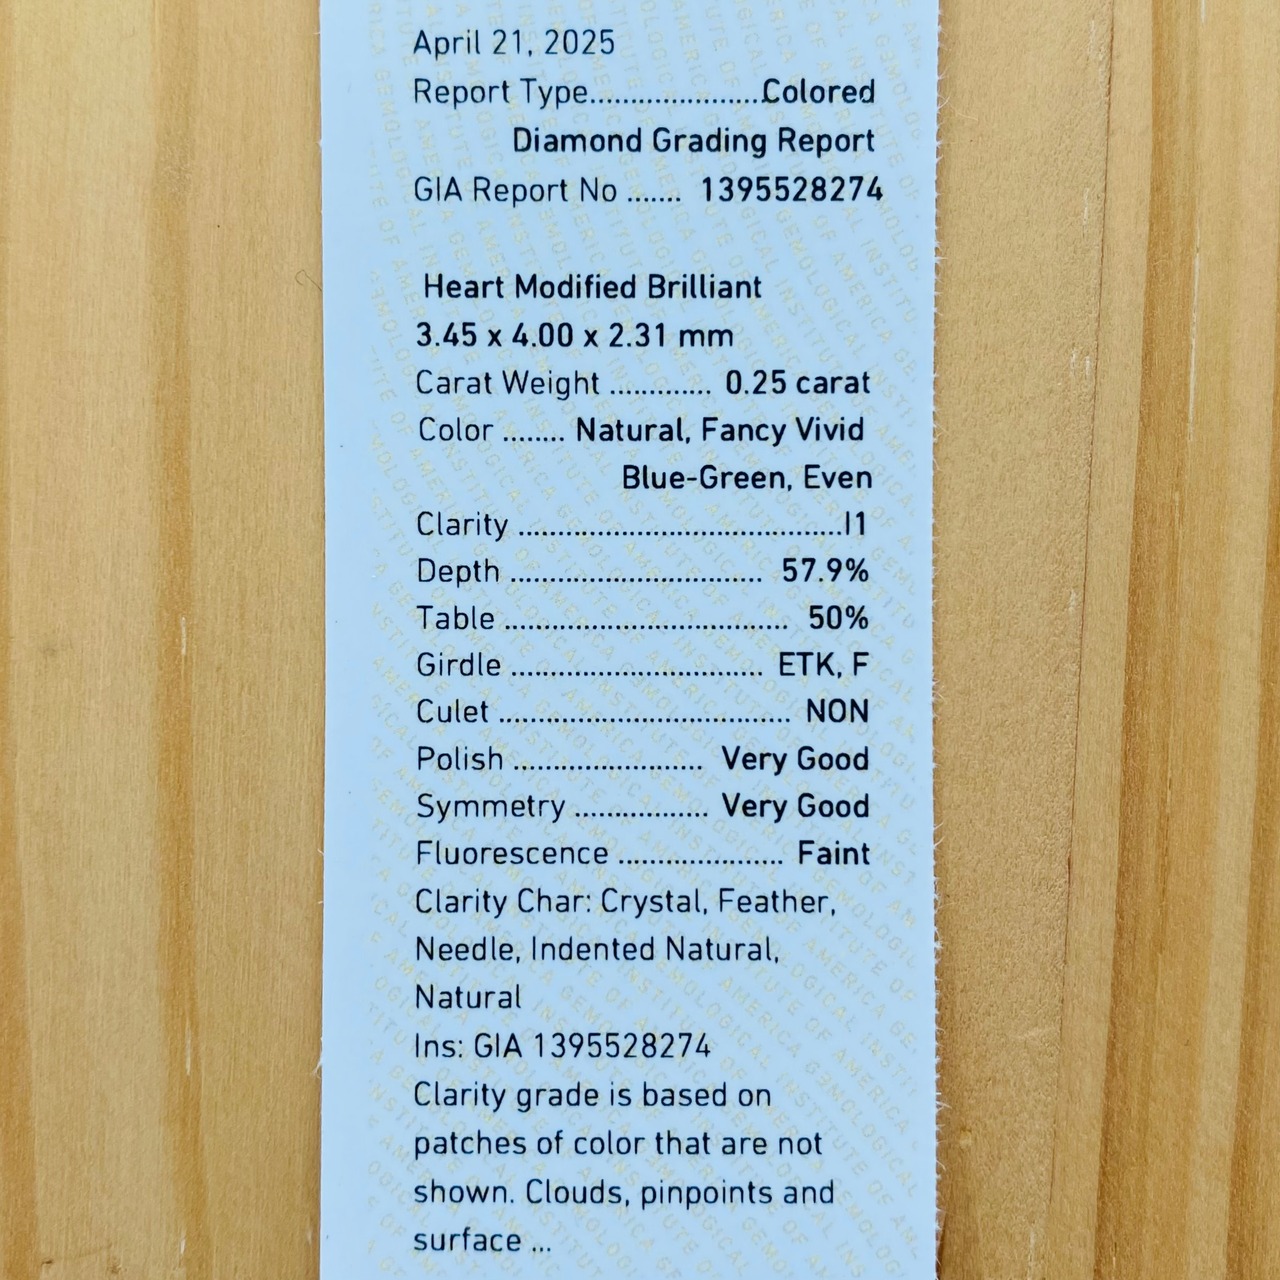 April 21, 2025
Report Type.....................Colored
Diamond Grading Report
GIA Report No ....... 1395528274
Heart Modified Brilliant
3.45 x 4.00 x 2.31 mm
Carat Weight ............. 0.25 carat
Color ........ Natural, Fancy Vivid
Blue-Green, Even
Clarity ........................................I1
Depth ............................... 57.9%
Table ................................... 50%
Girdle ............................... ETK, F
Culet .................................... NON
Polish ....................... Very Good
Symmetry ................ Very Good
Fluorescence .................... Faint
Clarity Char: Crystal, Feather,
Needle, Indented Natural,
Natural
Ins: GIA 1395528274
Clarity grade is based on
patches of color that are not
shown. Clouds, pinpoints and
surface ...